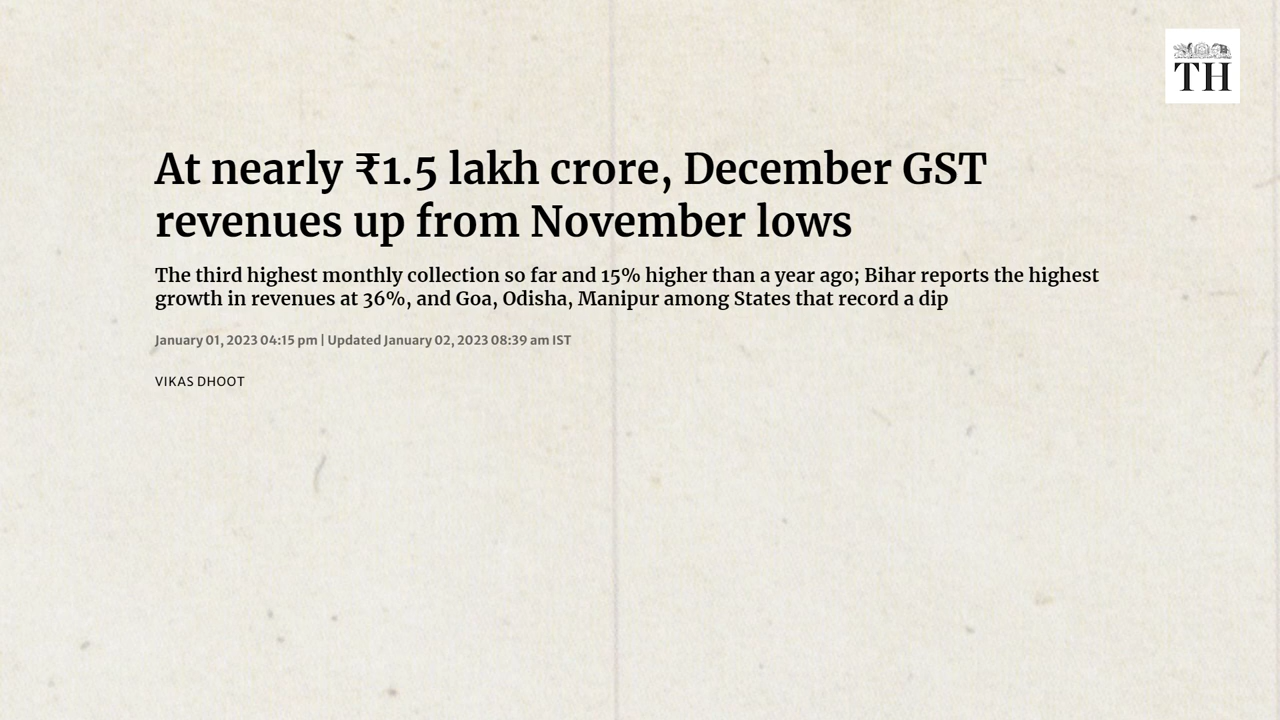 TH
At nearly ₹1.5 lakh crore, December GST
revenues up from November lows
The third highest monthly collection so far and 15% higher than a year ago; Bihar reports the highest
growth in revenues at 36%, and Goa, Odisha, Manipur among States that record a dip
January 01, 2023 04:15 pm | Updated January 02, 2023 08:39 am IST
VIKAS DHOOT